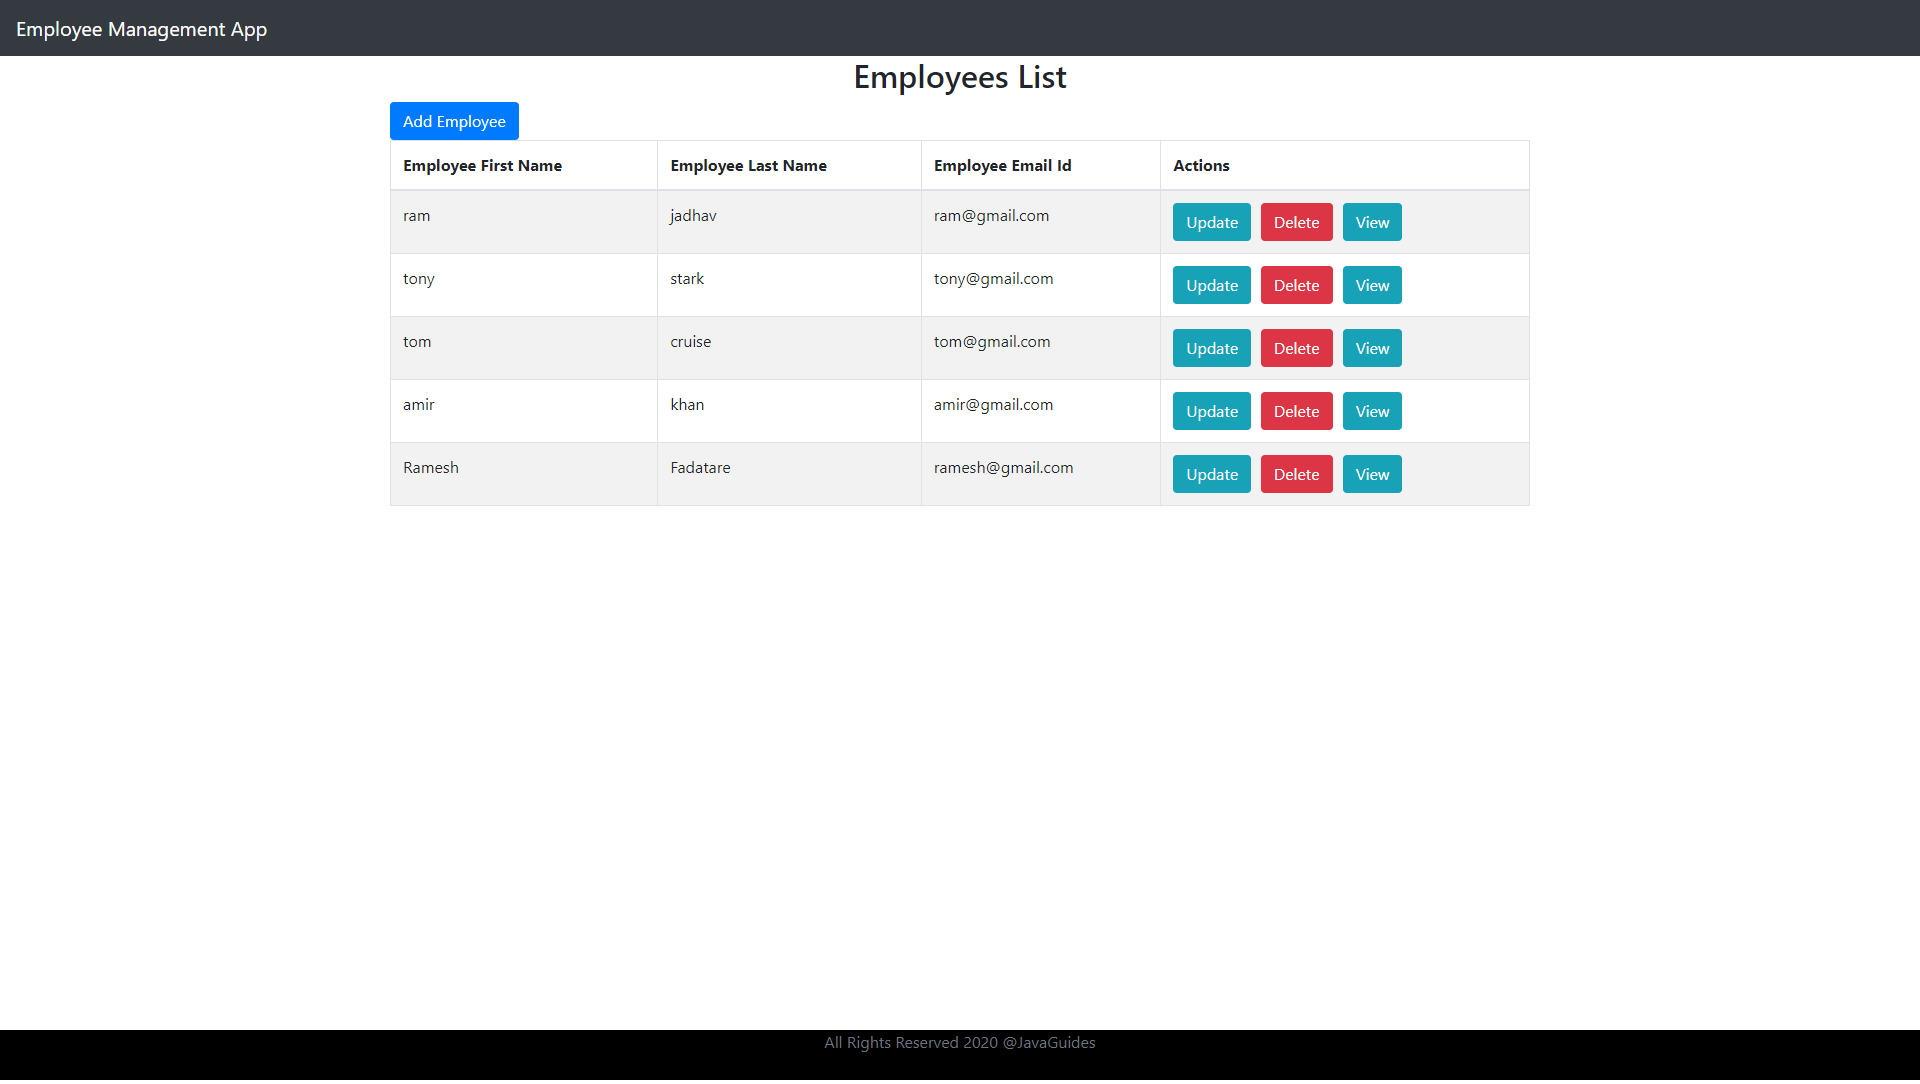 Employee Management App
Employees List
Add Employee
Employee First Name Employee Last Name Employee Email Id Actions
ram jadhav ram@gmail.com Update Delete View
tony stark tony@gmail.com Update Delete View
tom cruise tom@gmail.com Update Delete View
amir khan amir@gmail.com Update Delete View
Ramesh Fadatare ramesh@gmail.com Update Delete View
All Rights Reserved 2020 @JavaGuides